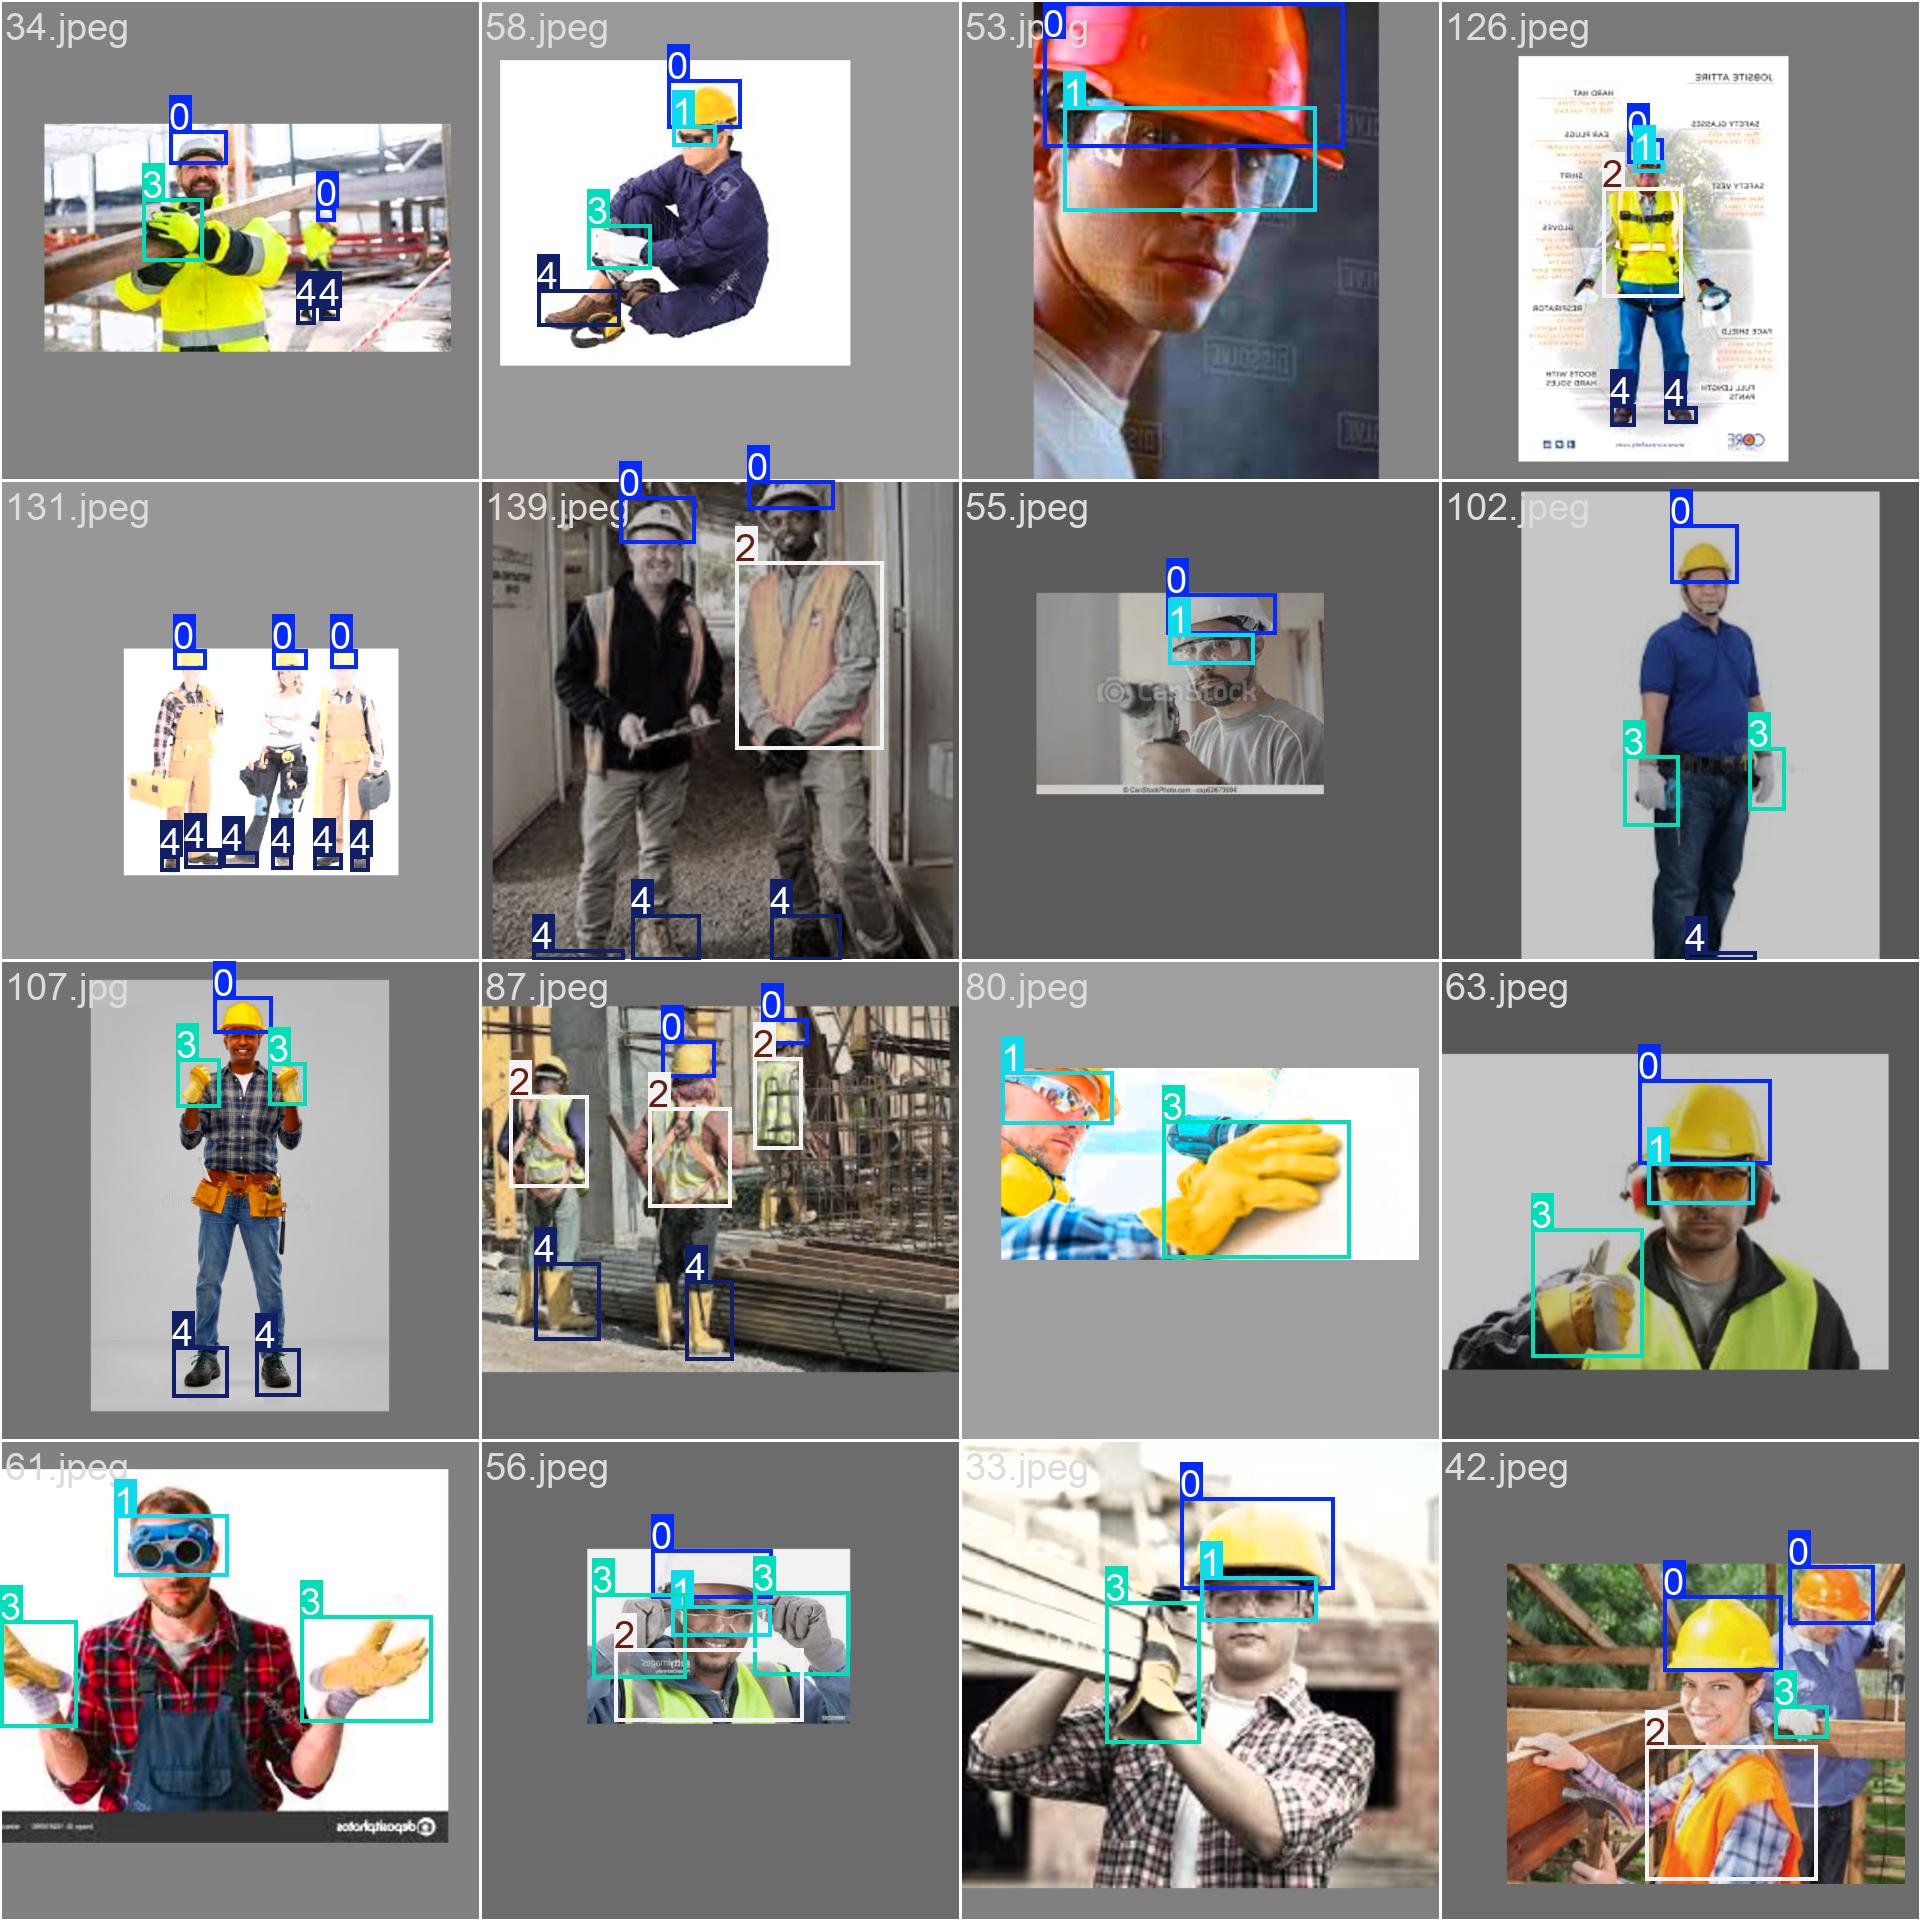 34.jpeg
58.jpeg
53.jpg
126.jpeg
0
0
0
1
1
3
0
3
4
4 4
0
1
2
4
4
JOBSITE ATTIRE
HARD HAT
SAFETY GLASSES
EAR PLUGS
SHIRT
SAFETY VEST
GLOVES
RESPIRATOR
FACE SHIELD
BOOTS WITH
HARD SOLES
FULL LENGTH
PANTS
CORE
131.jpeg
139.jpeg
55.jpeg
102.jpeg
0
0
0
4
4
4
4
4
4
0
0
2
4
4
4
0
1
CanStock
© CanStockPhoto.com - csp62673694
0
3
3
4
107.jpg
87.jpeg
80.jpeg
63.jpeg
0
3
3
4
4
0
0
2
2
2
4
4
1
3
0
1
3
61.jpeg
56.jpeg
33.jpeg
42.jpeg
1
3
3
depositphotos
0
3
1
3
2
gettyimages
0
1
3
0
0
3
2